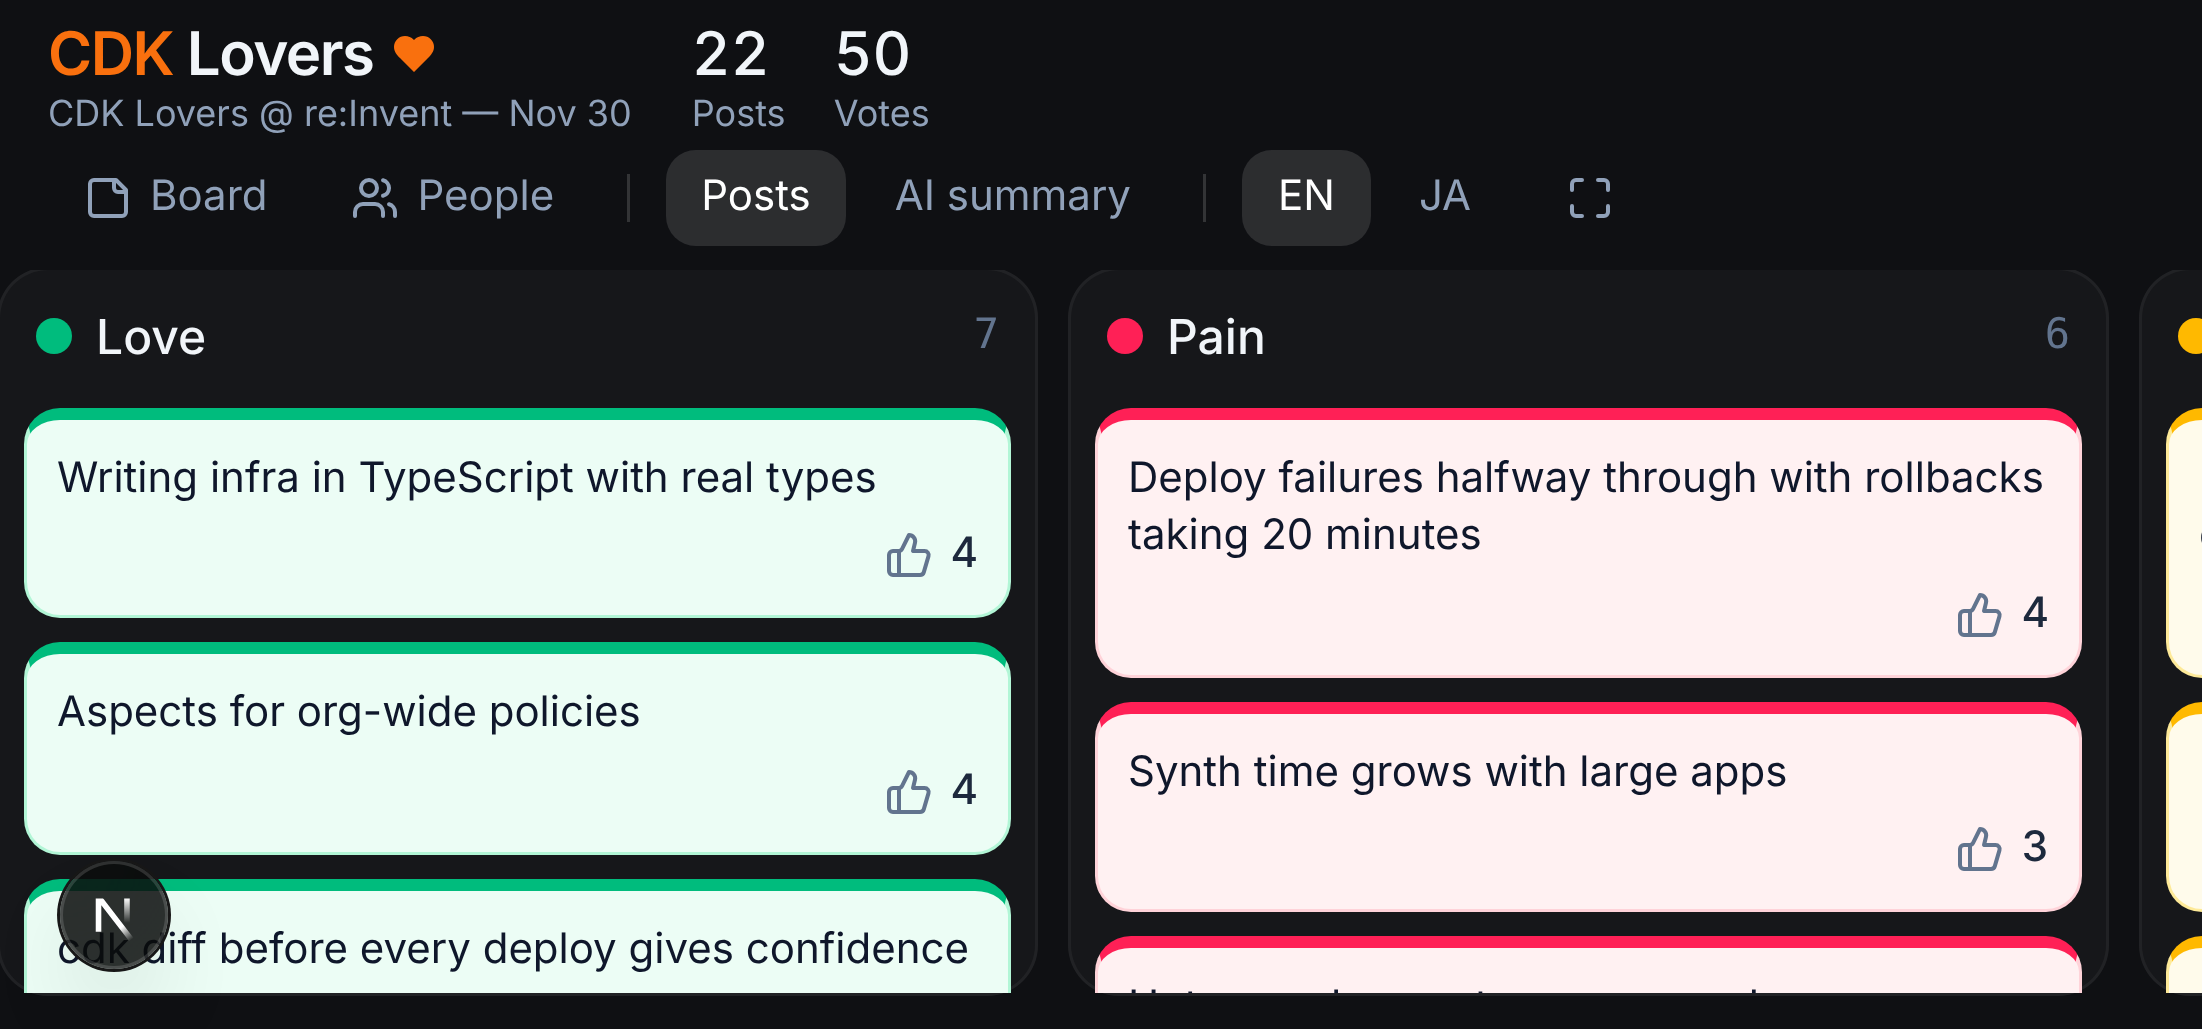 CDK Lovers
CDK Lovers @ re:Invent — Nov 30
22
Posts
50
Votes
Board
People
Posts
AI summary
EN
JA
Love
7
Writing infra in TypeScript with real types
4
Aspects for org-wide policies
4
N
cdk diff before every deploy gives confidence
Pain
6
Deploy failures halfway through with rollbacks
taking 20 minutes
4
Synth time grows with large apps
3